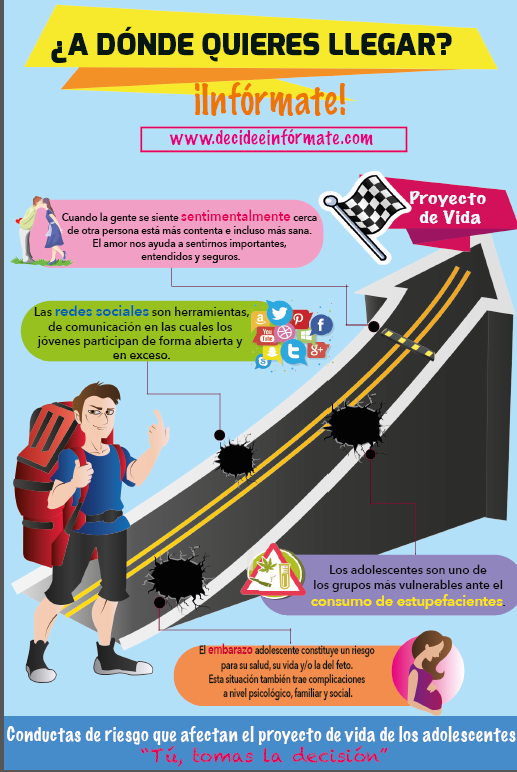 ¿A DÓNDE QUIERES LLEGAR?
¡Infórmate!
www.decideeinfórmate.com
Proyecto
de Vida
Cuando la gente se siente sentimentalmente cerca
de otra persona está más contenta e incluso más sana.
El amor nos ayuda a sentirnos importantes,
entendidos y seguros.
Las redes sociales son herramientas,
de comunicación en las cuales los
jóvenes participan de forma abierta y
en exceso.
You
Tube
g+
Los adolescentes son uno de
los grupos más vulnerables ante el
consumo de estupefacientes.
El embarazo adolescente constituye un riesgo
para su salud, su vida y/o la del feto.
Esta situación también trae complicaciones
a nivel psicológico, familiar y social.
Conductas de riesgo que afectan el proyecto de vida de los adolescentes
"Tú, tomas la decisión"